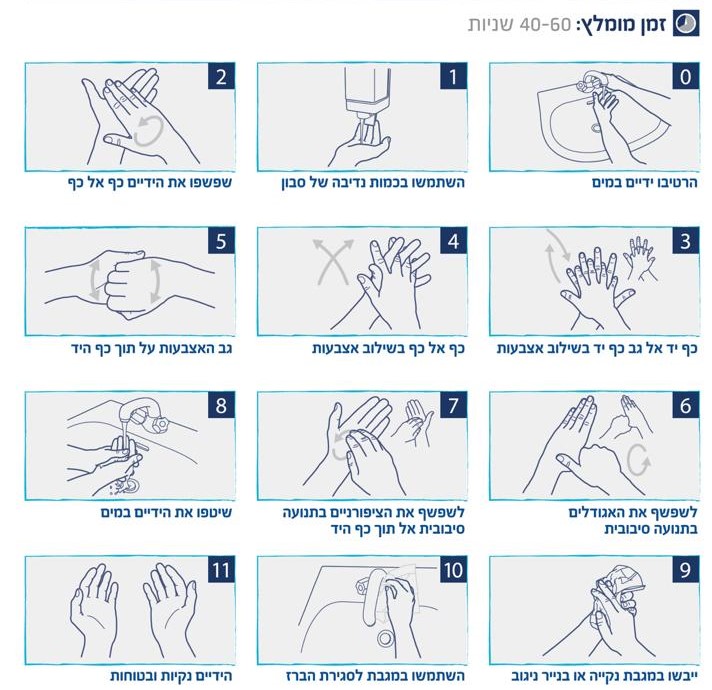 זמן מומלץ: 40-60 שניות
0
הרטיבו ידיים במים
1
השתמשו בכמות נדיבה של סבון
2
שפשפו את הידיים כף אל כף
3
כף יד אל גב כף יד בשילוב אצבעות
4
כף אל כף בשילוב אצבעות
5
גב האצבעות על תוך כף היד
6
לשפשף את האגודלים
בתנועה סיבובית
7
לשפשף את הציפורניים בתנועה
סיבובית אל תוך כף היד
8
שיטפו את הידיים במים
9
ייבשו במגבת נקייה או בנייר ניגוב
10
השתמשו במגבת לסגירת הברז
11
הידיים נקיות ובטוחות